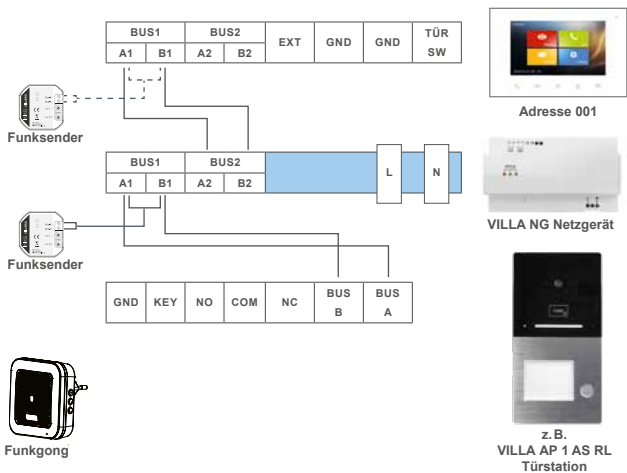 BUS1 BUS2 EXT GND GND TÜR SW
A1 B1 A2 B2
Adresse 001
Funksender
BUS1 BUS2 L N
A1 B1 A2 B2
VILLA NG Netzgerät
Funksender
GND KEY NO COM NC BUS B BUS A
Funkgong
z. B.
VILLA AP 1 AS RL
Türstation